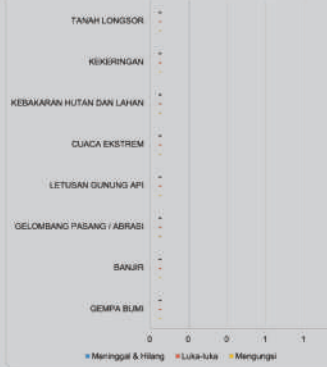 TANAH LONGSOR
KEKERINGAN
KEBAKARAN HUTAN DAN LAHAN
CUACA EKSTREM
LETUSAN GUNUNG API
GELOMBANG PASANG / ABRASI
BANJIR
GEMPA BUMI
0 0 0 1 1
Meninggal & Hilang Luka-luka Mengungsi